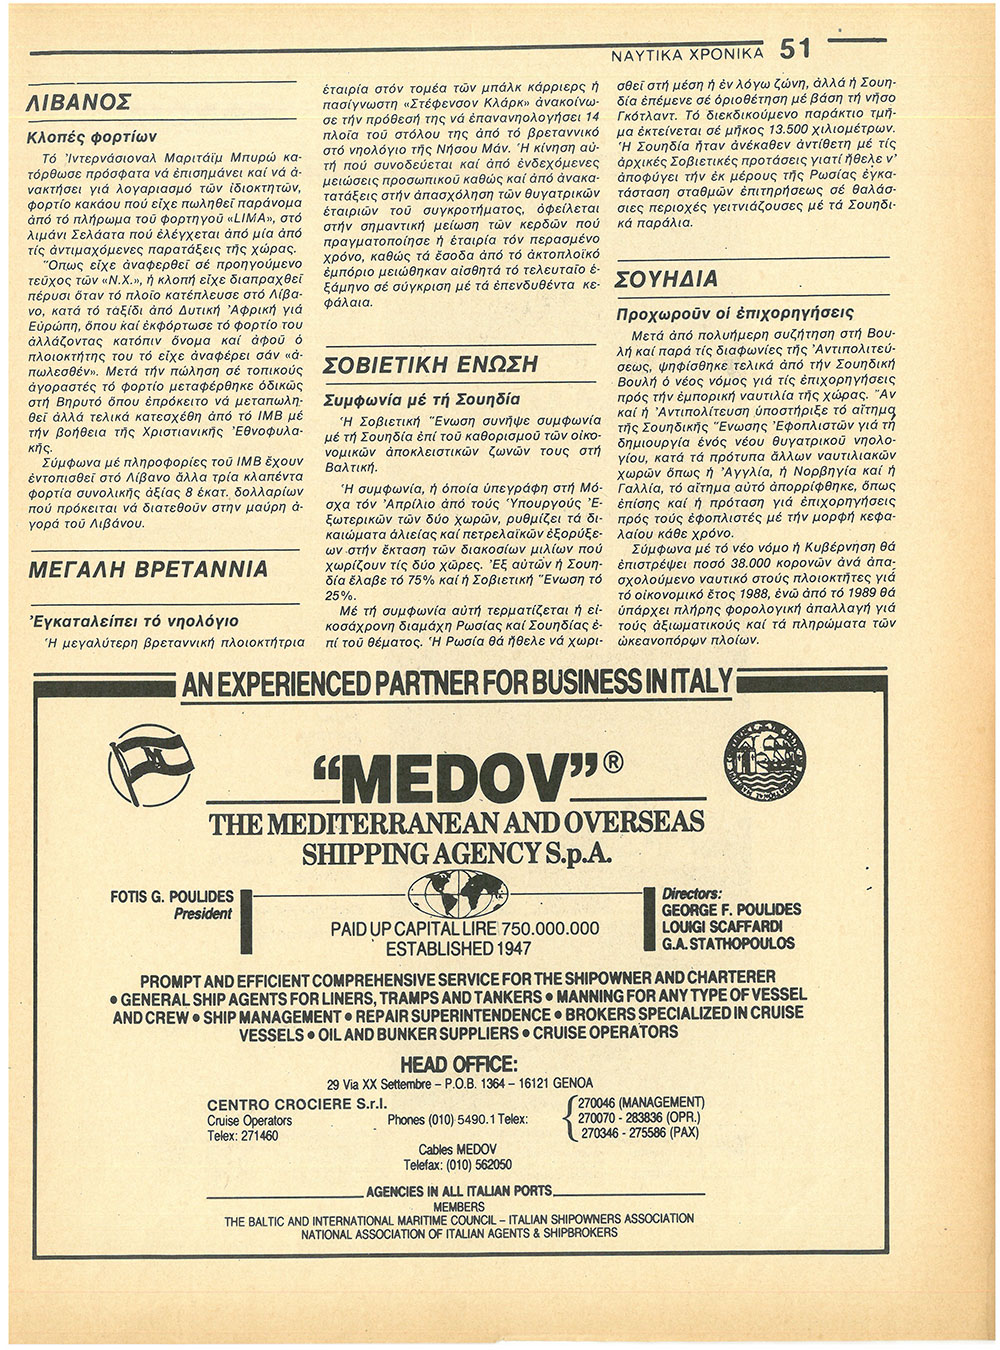 ΝΑΥΤΙΚΑ ΧΡΟΝΙΚΑ 51
ΛΙΒΑΝΟΣ
Κλοπές φορτίων
Τό Ἰντερνάσιοναλ Μαριτάϊμ Μπυρώ κα-
τόρθωσε πρόσφατα νά ἐπισημάνει καί νά ἀ-
νακτήσει γιά λογαριασμό τῶν ἰδιοκτητῶν,
φορτίο κακάου πού εἶχε πωληθεῖ παράνομα
ἀπό τό πλήρωμα τοῦ φορτηγοῦ «LIMA», στό
λιμάνι Σελάατα πού ἐλέγχεται ἀπό μία ἀπό
τίς ἀντιμαχόμενες παρατάξεις τῆς χώρας.
Ὅπως εἶχε ἀναφερθεῖ σέ προηγούμενο
τεῦχος τῶν «Ν.Χ.», ἡ κλοπή εἶχε διαπραχθεῖ
πέρυσι ὅταν τό πλοῖο κατέπλευσε στό Λίβα-
νο, κατά τό ταξίδι ἀπό Δυτική Ἀφρική γιά
Εὐρώπη, ὅπου καί ἐκφόρτωσε τό φορτίο του
ἀλλάζοντας κατόπιν ὄνομα καί ἀφοῦ ὁ
πλοιοκτήτης του τό εἶχε ἀναφέρει σάν «ἀ-
πωλεσθέν». Μετά τήν πώληση σέ τοπικούς
ἀγοραστές τό φορτίο μεταφέρθηκε ὁδικῶς
στή Βηρυτό ὅπου ἐπρόκειτο νά μεταπωλη-
θεῖ ἀλλά τελικά κατεσχέθη ἀπό τό ΙΜΒ μέ
τήν βοήθεια τῆς Χριστιανικῆς Ἐθνοφυλα-
κῆς.
Σύμφωνα μέ πληροφορίες τοῦ ΙΜΒ ἔχουν
ἐντοπισθεῖ στό Λίβανο ἄλλα τρία κλαπέντα
φορτία συνολικῆς ἀξίας 8 ἑκατ. δολλαρίων
πού πρόκειται νά διατεθοῦν στην μαύρη ἀ-
γορά τοῦ Λιβάνου.
ΜΕΓΑΛΗ ΒΡΕΤΑΝΝΙΑ
Ἐγκαταλείπει τό νηολόγιο
Ἡ μεγαλύτερη βρεταννική πλοιοκτήτρια
ἑταιρία στόν τομέα τῶν μπάλκ κάρριερς ἡ
πασίγνωστη «Στέφενσον Κλάρκ» ἀνακοίνω-
σε τήν πρόθεσή της νά ἐπανανηολογήσει 14
πλοῖα τοῦ στόλου της ἀπό τό βρεταννικό
στό νηολόγιο τῆς Νήσου Μάν. Ἡ κίνηση αὐ-
τή πού συνοδεύεται καί ἀπό ἐνδεχόμενες
μειώσεις προσωπικοῦ καθώς καί ἀπό ἀνακα-
τατάξεις στήν ἀπασχόληση τῶν θυγατρικῶν
ἑταιριῶν τοῦ συγκροτήματος, ὀφείλεται
στήν σημαντική μείωση τῶν κερδῶν πού
πραγματοποίησε ἡ ἑταιρία τόν περασμένο
χρόνο, καθώς τά ἔσοδα ἀπό τό ἀκτοπλοϊκό
ἐμπόριο μειώθηκαν αἰσθητά τό τελευταῖο ἑ-
ξάμηνο σέ σύγκριση μέ τά ἐπενδυθέντα κε-
φάλαια.
ΣΟΒΙΕΤΙΚΗ ΕΝΩΣΗ
Συμφωνία μέ τή Σουηδία
Ἡ Σοβιετική Ἕνωση συνῆψε συμφωνία
μέ τή Σουηδία ἐπί τοῦ καθορισμοῦ τῶν οἰκο-
νομικῶν ἀποκλειστικῶν ζωνῶν τους στή
Βαλτική.
Ἡ συμφωνία, ἡ ὁποία ὑπεγράφη στή Μό-
σχα τόν Ἀπρίλιο ἀπό τούς Ὑπουργούς Ἐ-
ξωτερικῶν τῶν δύο χωρῶν, ρυθμίζει τά δι-
καιώματα ἁλιείας καί πετρελαϊκῶν ἐξορύξε-
ων στήν ἔκταση τῶν διακοσίων μιλίων πού
χωρίζουν τίς δύο χῶρες. Ἐξ αὐτῶν ἡ Σουη-
δία ἔλαβε τό 75% καί ἡ Σοβιετική Ἕνωση τό
25%.
Μέ τή συμφωνία αὐτή τερματίζεται ἡ εἰ-
κοσάχρονη διαμάχη Ρωσίας καί Σουηδίας ἐ-
πί τοῦ θέματος. Ἡ Ρωσία θά ἤθελε νά χωρι-
σθεῖ στή μέση ἡ ἐν λόγω ζώνη, ἀλλά ἡ Σουη-
δία ἐπέμενε σέ ὁριοθέτηση μέ βάση τή νῆσο
Γκότλαντ. Τό διεκδικούμενο παράκτιο τμῆ-
μα ἐκτείνεται σέ μῆκος 13.500 χιλιομέτρων.
Ἡ Σουηδία ἦταν ἀνέκαθεν ἀντίθετη μέ τίς
ἀρχικές Σοβιετικές προτάσεις γιατί ἤθελε ν'
ἀποφύγει τήν ἐκ μέρους τῆς Ρωσίας ἐγκα-
τάσταση σταθμῶν ἐπιτηρήσεως σέ θαλάσ-
σιες περιοχές γειτνιάζουσες μέ τά Σουηδι-
κά παράλια.
ΣΟΥΗΔΙΑ
Προχωροῦν οἱ ἐπιχορηγήσεις
Μετά ἀπό πολυήμερη συζήτηση στή Βου-
λή καί παρά τίς διαφωνίες τῆς Ἀντιπολιτεύ-
σεως, ψηφίσθηκε τελικά ἀπό τήν Σουηδική
Βουλή ὁ νέος νόμος γιά τίς ἐπιχορηγήσεις
πρός τήν ἐμπορική ναυτιλία τῆς χώρας. Ἄν
καί ἡ Ἀντιπολίτευση ὑποστήριξε τό αἴτημα
τῆς Σουηδικῆς Ἕνωσης Ἐφοπλιστῶν γιά τή
δημιουργία ἑνός νέου θυγατρικοῦ νηολο-
γίου, κατά τά πρότυπα ἄλλων ναυτιλιακῶν
χωρῶν ὅπως ἡ Ἀγγλία, ἡ Νορβηγία καί ἡ
Γαλλία, τό αἴτημα αὐτό ἀπορρίφθηκε, ὅπως
ἐπίσης καί ἡ πρόταση γιά ἐπιχορηγήσεις
πρός τούς ἐφοπλιστές μέ τήν μορφή κεφα-
λαίου κάθε χρόνο.
Σύμφωνα μέ τό νέο νόμο ἡ Κυβέρνηση θά
ἐπιστρέψει ποσό 38.000 κορονῶν ἀνά ἀπα-
σχολούμενο ναυτικό στούς πλοιοκτῆτες γιά
τό οἰκονομικό ἔτος 1988, ἐνῶ ἀπό τό 1989 θά
ὑπάρχει πλήρης φορολογική ἀπαλλαγή γιά
τούς ἀξιωματικούς καί τά πληρώματα τῶν
ὠκεανοπόρων πλοίων.
AN EXPERIENCED PARTNER FOR BUSINESS IN ITALY
M
“MEDOV”®
THE MEDITERRANEAN AND OVERSEAS
SHIPPING AGENCY S.p.A.
FOTIS G. POULIDES
President
PAID UP CAPITAL LIRE 750.000.000
ESTABLISHED 1947
Directors:
GEORGE F. POULIDES
LOUIGI SCAFFARDI
G.A. STATHOPOULOS
PROMPT AND EFFICIENT COMPREHENSIVE SERVICE FOR THE SHIPOWNER AND CHARTERER
● GENERAL SHIP AGENTS FOR LINERS, TRAMPS AND TANKERS ● MANNING FOR ANY TYPE OF VESSEL
AND CREW ● SHIP MANAGEMENT ● REPAIR SUPERINTENDENCE ● BROKERS SPECIALIZED IN CRUISE
VESSELS ● OIL AND BUNKER SUPPLIERS ● CRUISE OPERATORS
HEAD OFFICE:
29 Via XX Settembre – P.O.B. 1364 – 16121 GENOA
CENTRO CROCIERE S.r.l.
Cruise Operators
Telex: 271460
Phones (010) 5490.1 Telex:
270046 (MANAGEMENT)
270070 - 283836 (OPR.)
270346 - 275586 (PAX)
Cables MEDOV
Telefax: (010) 562050
AGENCIES IN ALL ITALIAN PORTS
MEMBERS
THE BALTIC AND INTERNATIONAL MARITIME COUNCIL – ITALIAN SHIPOWNERS ASSOCIATION
NATIONAL ASSOCIATION OF ITALIAN AGENTS & SHIPBROKERS